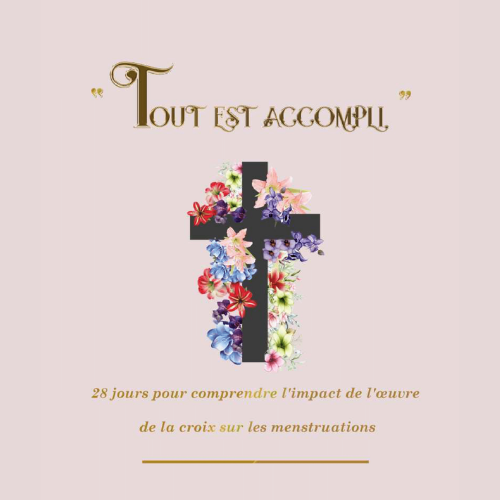 " Tout est accompli "
28 jours pour comprendre l'impact de l'œuvre
de la croix sur les menstruations